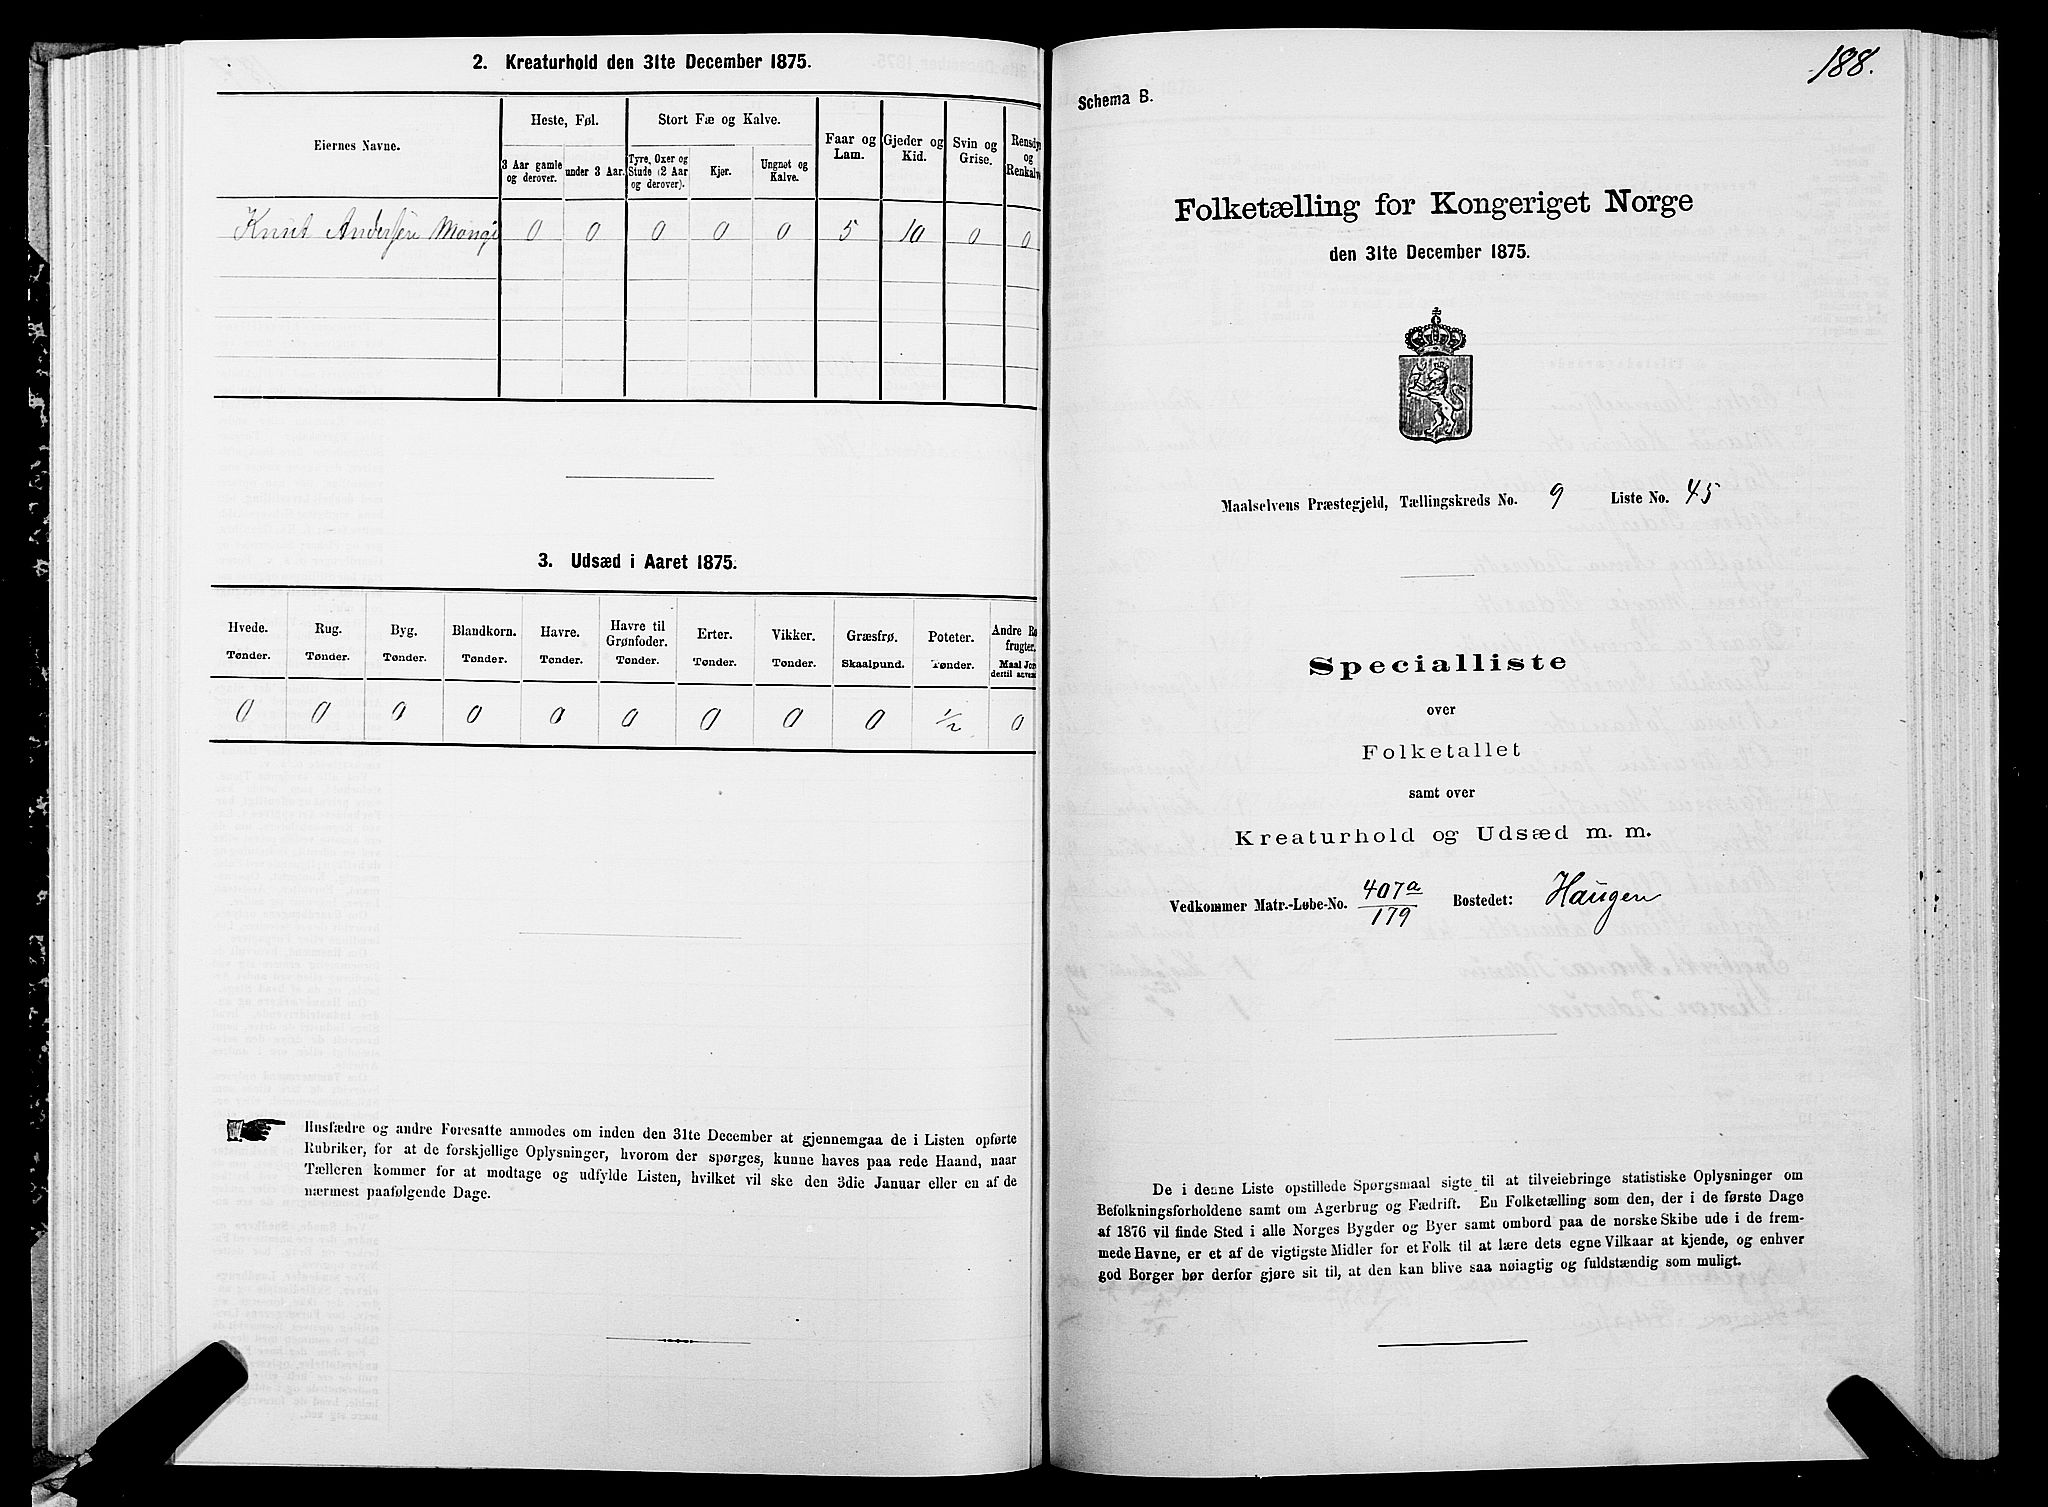 2. Kreaturhold den 31te December 1875.
Eiernes Navne.
Heste, Føl.
Stort Fæ og Kalve.
Faar og Lam.
Gjeder og Kid.
Svin og Grise.
Rensdyr og Renkalve
3 Aar gamle og derover.
under 3 Aar.
Tyre, Oxer og Stude (2 Aar og derover).
Kjør.
Ungnøt og Kalve.
Knut Andersen 0 0 0 0 0 5 10 0 0
3. Udsæd i Aaret 1875.
Hvede. Rug. Byg. Blandkorn. Havre. Havre til Grønfoder. Erter. Vikker. Græsfrø. Poteter. Andre
frugter.
Tønder. Tønder. Tønder. Tønder. Tønder. Tønder. Tønder. Tønder. Skaalpund. Tønder. Maal
0 0 0 0 0 0 0 0 0 1/2 0
Husfædre og andre Foresatte anmodes om inden den 31te December at gjennemgaa de i Listen opførte
Rubriker, for at de forskjellige Oplysninger, hvorom der spørges, kunne haves paa rede Haand, naar
Tælleren kommer for at modtage og udfylde Listen, hvilket vil ske den 3die Januar eller en af de
nærmest paafølgende Dage.
188.
Schema B.
Folketælling for Kongeriget Norge
den 31te December 1875.
Maalselvens Præstegjeld, Tællingskreds No. 9 Liste No. 45
Specialliste
over
Folketallet
samt over
Kreaturhold og Udsæd m. m.
Vedkommer Matr.-Løbe-No. 407a/179 Bostedet: Haugen
De i denne Liste opstillede Spørgsmaal sigte til at tilveiebringe statistiske Oplysninger om
Befolkningsforholdene samt om Agerbrug og Fædrift. En Folketælling som den, der i de første Dage
af 1876 vil finde Sted i alle Norges Bygder og Byer samt ombord paa de norske Skibe ude i de frem-
mede Havne, er et af de vigtigste Midler for et Folk til at lære dets egne Vilkaar at kjende, og enhver
god Borger bør derfor gjøre sit til, at den kan blive saa nøiagtig og fuldstændig som muligt.